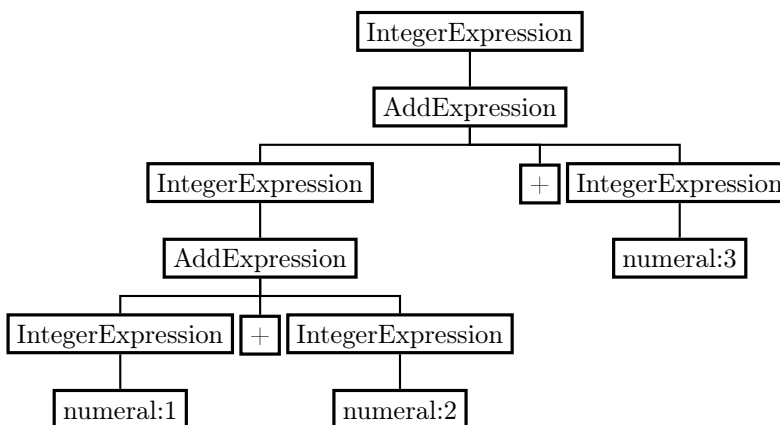 IntegerExpression
AddExpression
IntegerExpression + IntegerExpression
AddExpression numeral:3
IntegerExpression + IntegerExpression
numeral:1 numeral:2